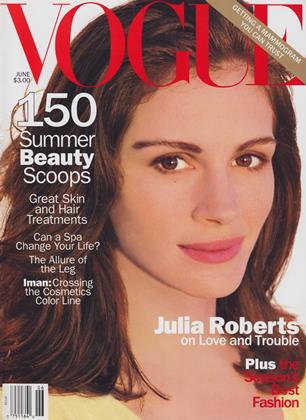 VOGUE
GETTING A MAMMOGRAM
YOU CAN TRUST
JUNE
$3.00
150
Summer
Beauty
Scoops
Great Skin
and Hair
Treatments
Can a Spa
Change Your Life?
The Allure of
the Leg
Iman: Crossing
the Cosmetics
Color Line
Julia Roberts
on Love and Trouble
Plus the
Season's
Best
Fashion
06